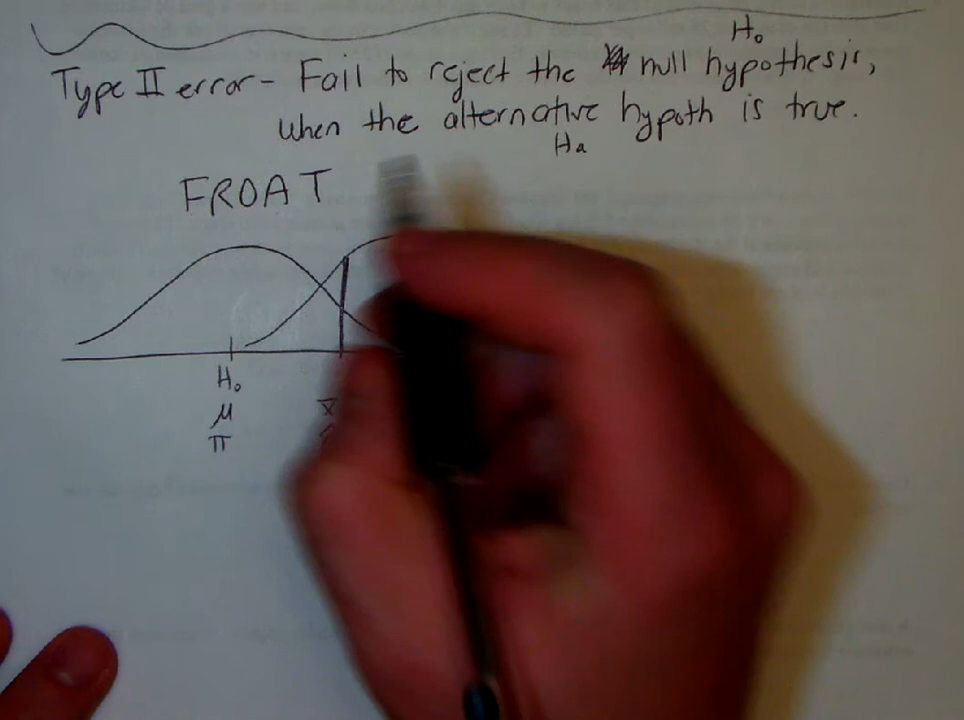 H₀
Type II error - Fail to reject the null hypothesis,
when the alternative hypoth is true.
Ha
FROAT
H₀
μ x̄
π